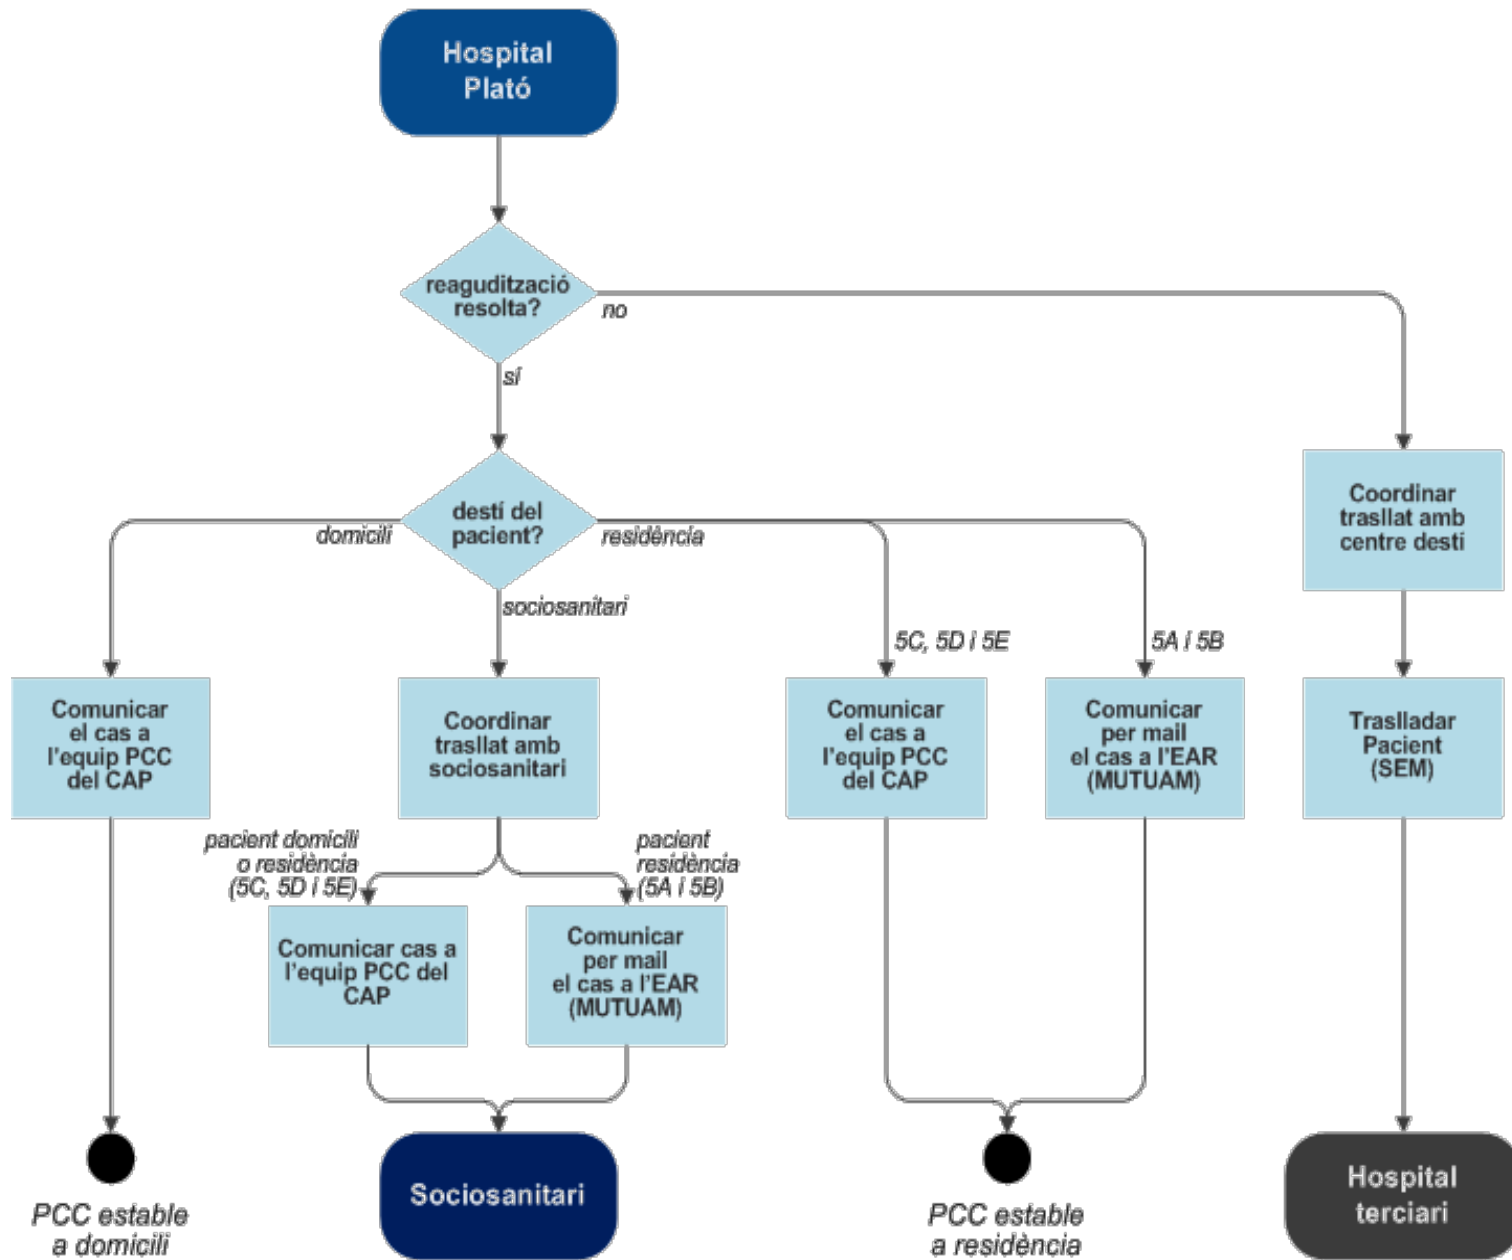 Hospital
Plató
reagudització
resolta?
no
sí
destí del
pacient?
domicili
residència
sociosanitari
Coordinar
trasllat amb
centre destí
5C, 5D i 5E
5A i 5B
Comunicar
el cas a
l'equip PCC
del CAP
Coordinar
trasllat amb
sociosanitari
Comunicar
el cas a
l'equip PCC
del CAP
Comunicar
per mail
el cas a l'EAR
(MUTUAM)
Traslladar
Pacient
(SEM)
pacient domicili
o residència
(5C, 5D i 5E)
pacient
residència
(5A i 5B)
Comunicar cas a
l'equip PCC del
CAP
Comunicar
per mail
el cas a l'EAR
(MUTUAM)
PCC estable
a domicili
Sociosanitari
PCC estable
a residència
Hospital
terciari